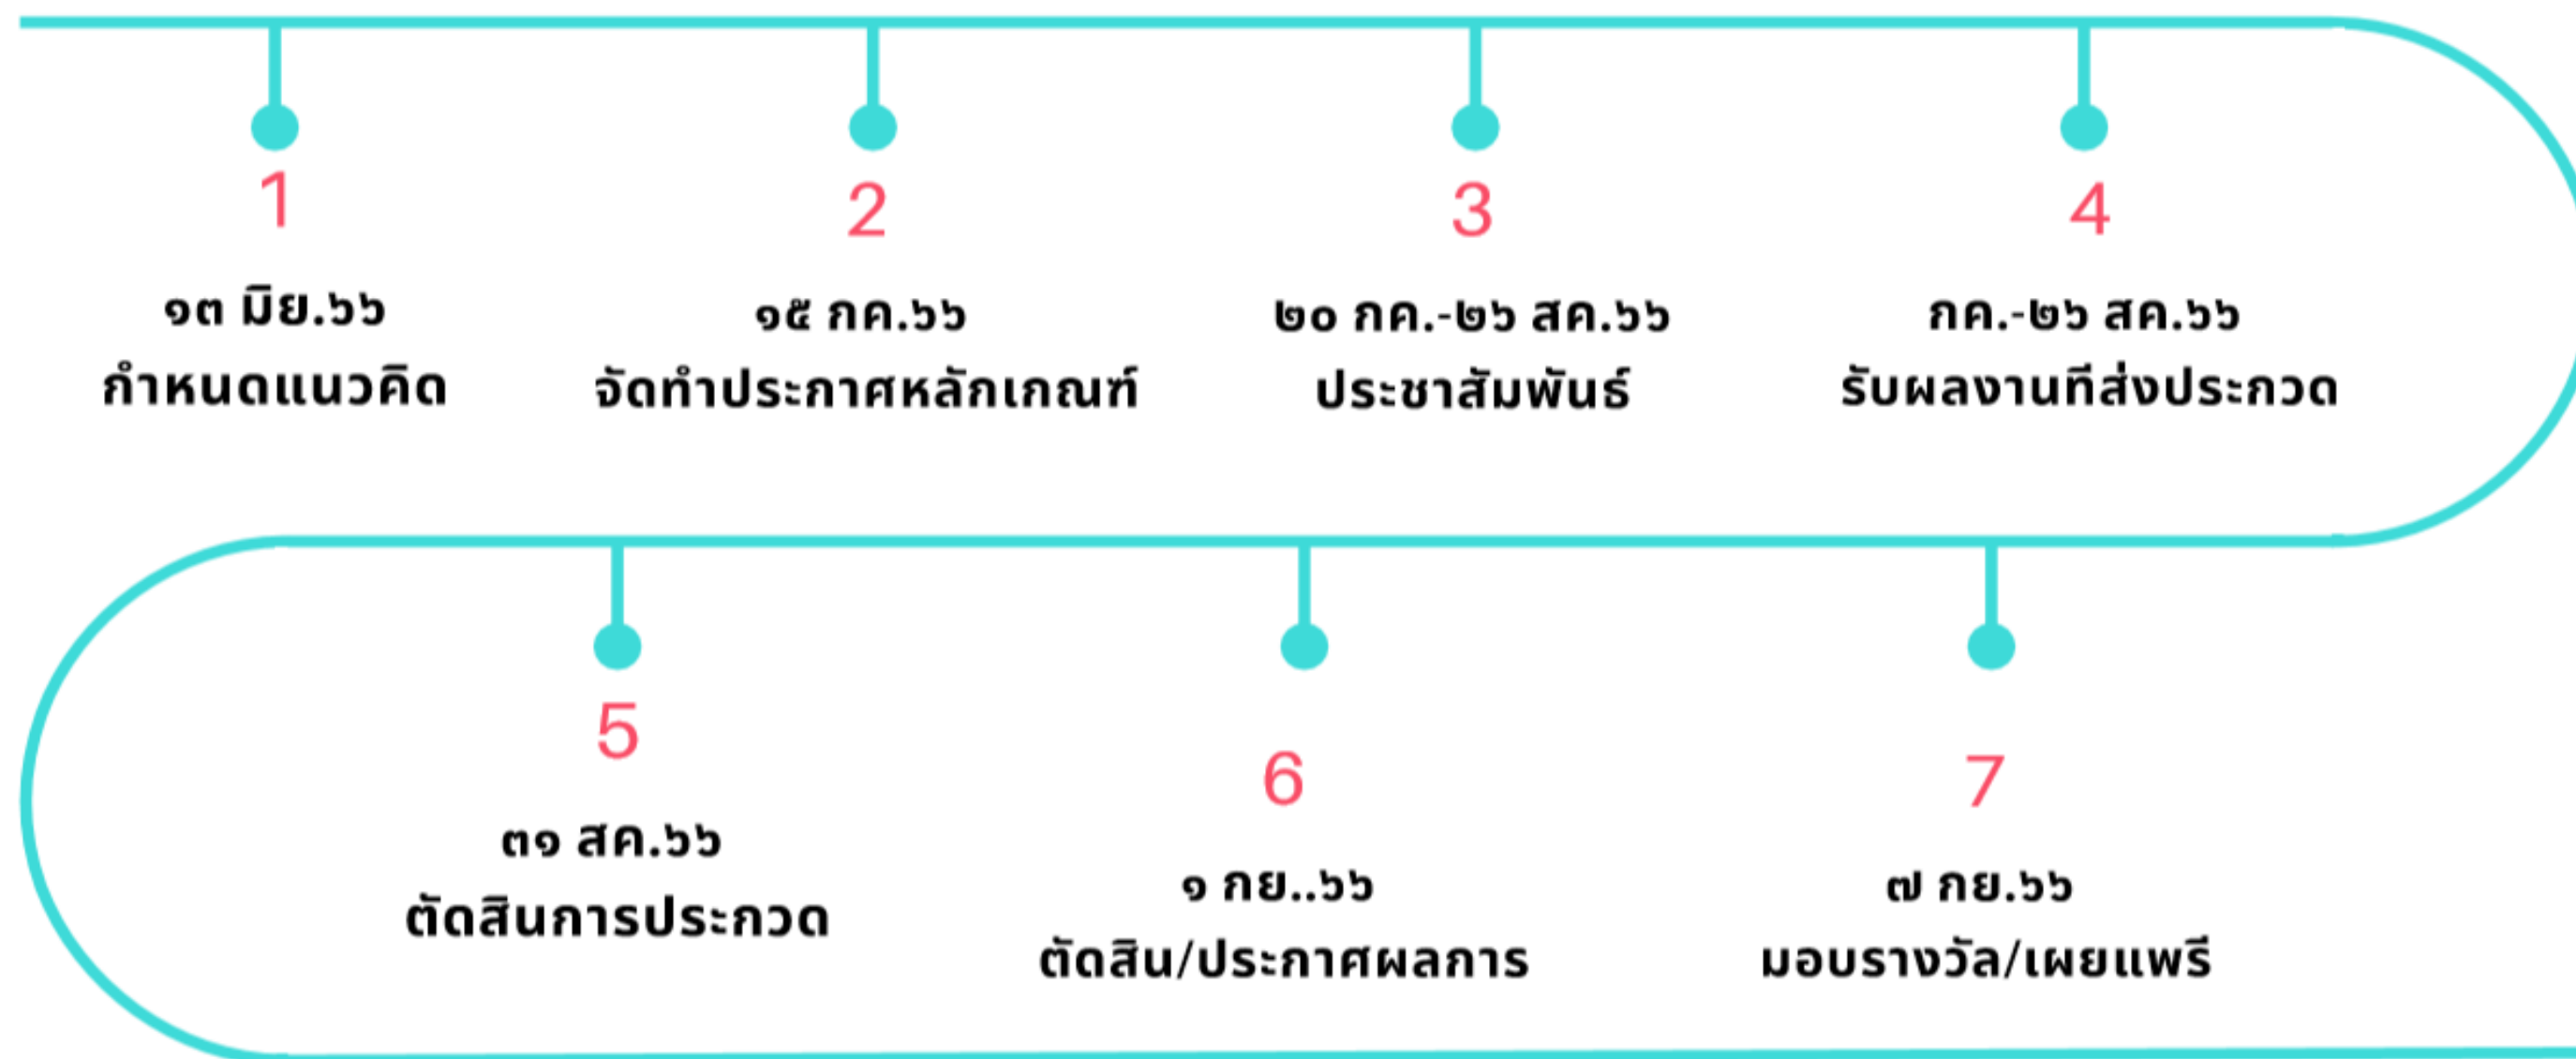 1
๑๓ มิย.๖๖
กำหนดแนวคิด
2
๑๕ กค.๖๖
จัดทำประกาศหลักเกณฑ์
3
๒๐ กค.-๒๖ สค.๖๖
ประชาสัมพันธ์
4
กค.-๒๖ สค.๖๖
รับผลงานที่ส่งประกวด
5
๓๑ สค.๖๖
ตัดสินการประกวด
6
๑ กย..๖๖
ตัดสิน/ประกาศผลการ
7
๗ กย.๖๖
มอบรางวัล/เผยแพรี